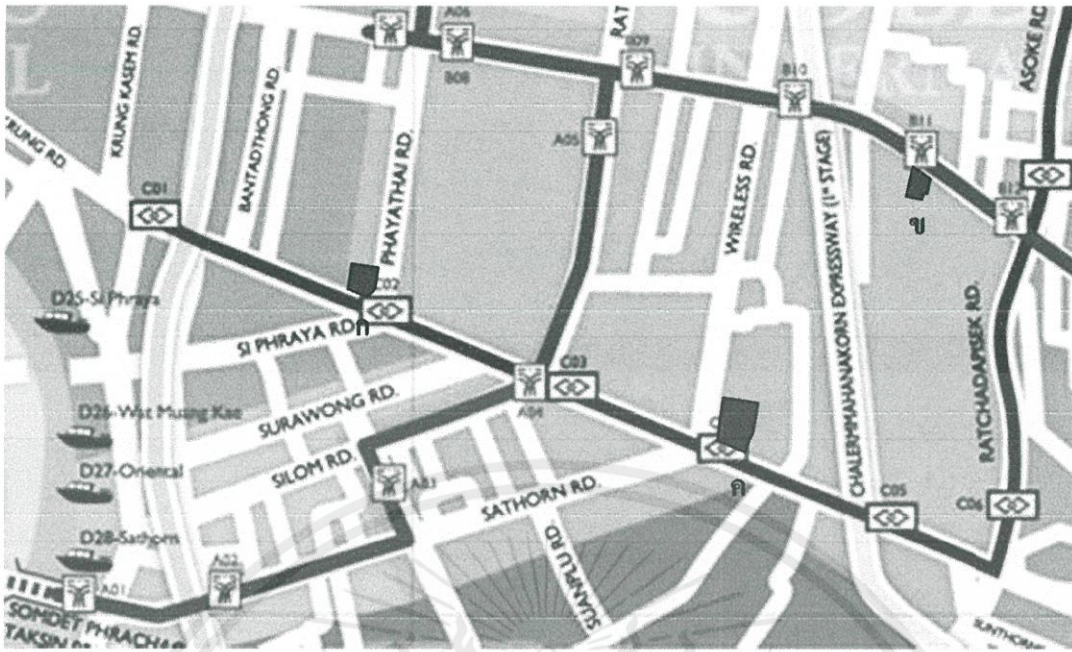 A06
B08
B09
B10
B11
B12
A05
ASOKE RD.
KRUNG KASEM RD.
KRUNG RD.
BANTADTHONG RD.
PHAYATHAI RD.
WIRELESS RD.
CHALERMMAHANAKORN EXPRESSWAY (1ST STAGE)
RATCHADAPISEK RD.
C01
ข
D25-Si Phraya
C02
ก
SI PHRAYA RD.
SURAWONG RD.
C03
A04
D26-Wat Muang Kae
D27-Oriental
SILOM RD.
A03
SATHORN RD.
ค
C05
C06
D28-Sathorn
A01
A02
SUANPLU RD.
SOMDET PHRACHAO
TAKSIN